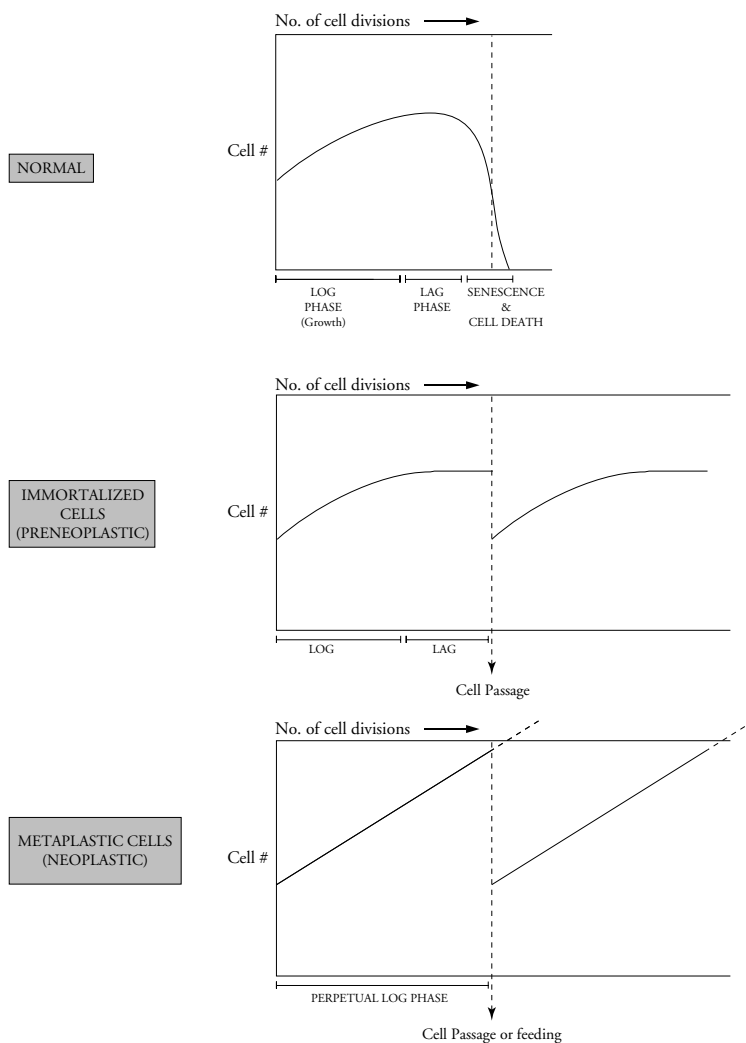 No. of cell divisions
NORMAL
Cell #
LOG
PHASE
(Growth)
LAG
PHASE
SENESCENCE
&
CELL DEATH
No. of cell divisions
IMMORTALIZED
CELLS
(PRENEOPLASTIC)
Cell #
LOG
LAG
Cell Passage
No. of cell divisions
METAPLASTIC CELLS
(NEOPLASTIC)
Cell #
PERPETUAL LOG PHASE
Cell Passage or feeding